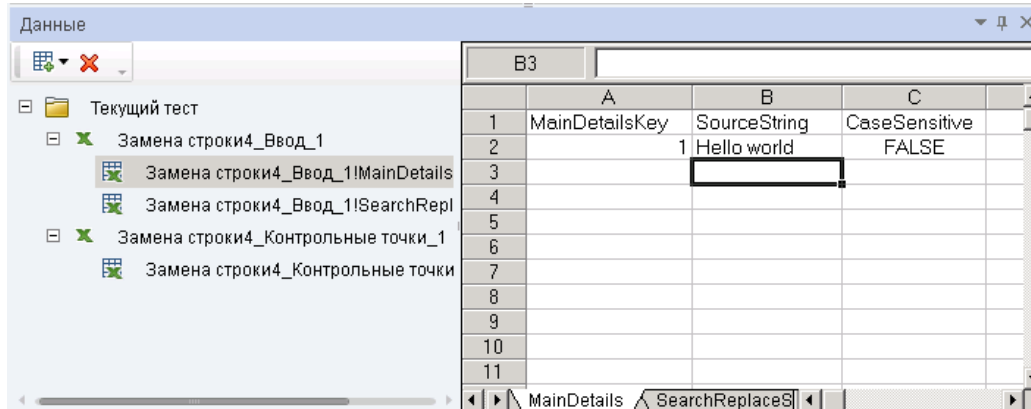 Данные
Текущий тест
Замена строки4_Ввод_1
Замена строки4_Ввод_1!MainDetails
Замена строки4_Ввод_1!SearchRepl
Замена строки4_Контрольные точки_1
Замена строки4_Контрольные точки
B3
A B C
1 MainDetailsKey SourceString CaseSensitive
2 1 Hello world FALSE
3
4
5
6
7
8
9
10
11
MainDetails SearchReplaceS